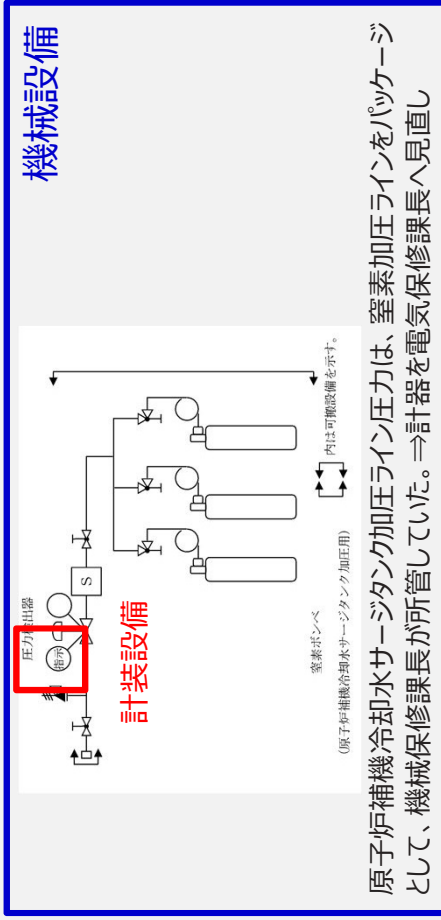 機械設備
圧力検出器
指示
S
計装設備
内は可搬設備を示す。
窒素ボンベ
(原子炉補機冷却水サージタンク加圧用)
原子炉補機冷却水サージタンク加圧ライン圧力は、窒素加圧ラインをパッケージ
として、機械保修課長が所管していた。⇒計器を電気保修課長へ見直し